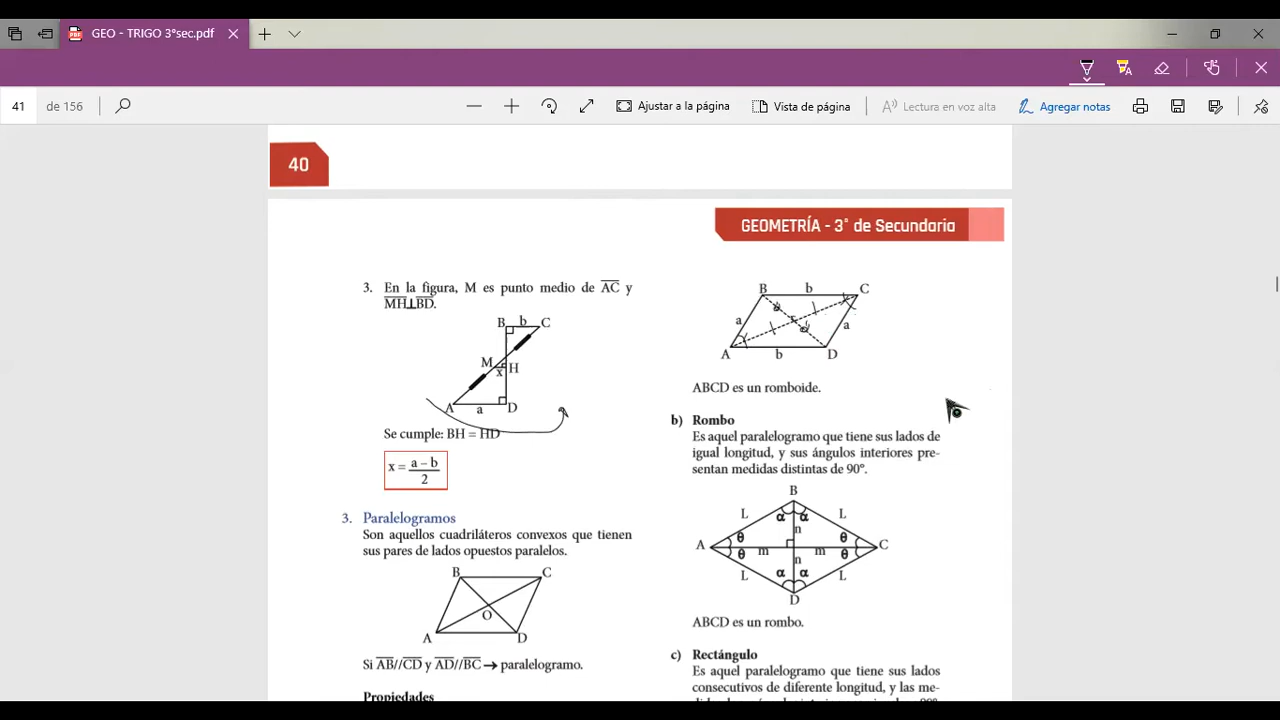 GEO - TRIGO 3°sec.pdf
41 de 156
Ajustar a la página
Vista de página
Lectura en voz alta
Agregar notas
40
GEOMETRÍA - 3° de Secundaria
3. En la figura, M es punto medio de AC y
MH⊥BD.
B b C
M H
x
A a D
Se cumple: BH = HD
x = a – b
2
3. Paralelogramos
Son aquellos cuadriláteros convexos que tienen
sus pares de lados opuestos paralelos.
B C
O
A D
Si AB//CD y AD//BC → paralelogramo.
Propiedades
B b C
a a
A b D
ABCD es un romboide.
b) Rombo
Es aquel paralelogramo que tiene sus lados de
igual longitud, y sus ángulos interiores pre-
sentan medidas distintas de 90°.
B
L α α L
n
θ θ
A m m C
θ n θ
L α α L
D
ABCD es un rombo.
c) Rectángulo
Es aquel paralelogramo que tiene sus lados
consecutivos de diferente longitud, y las me-